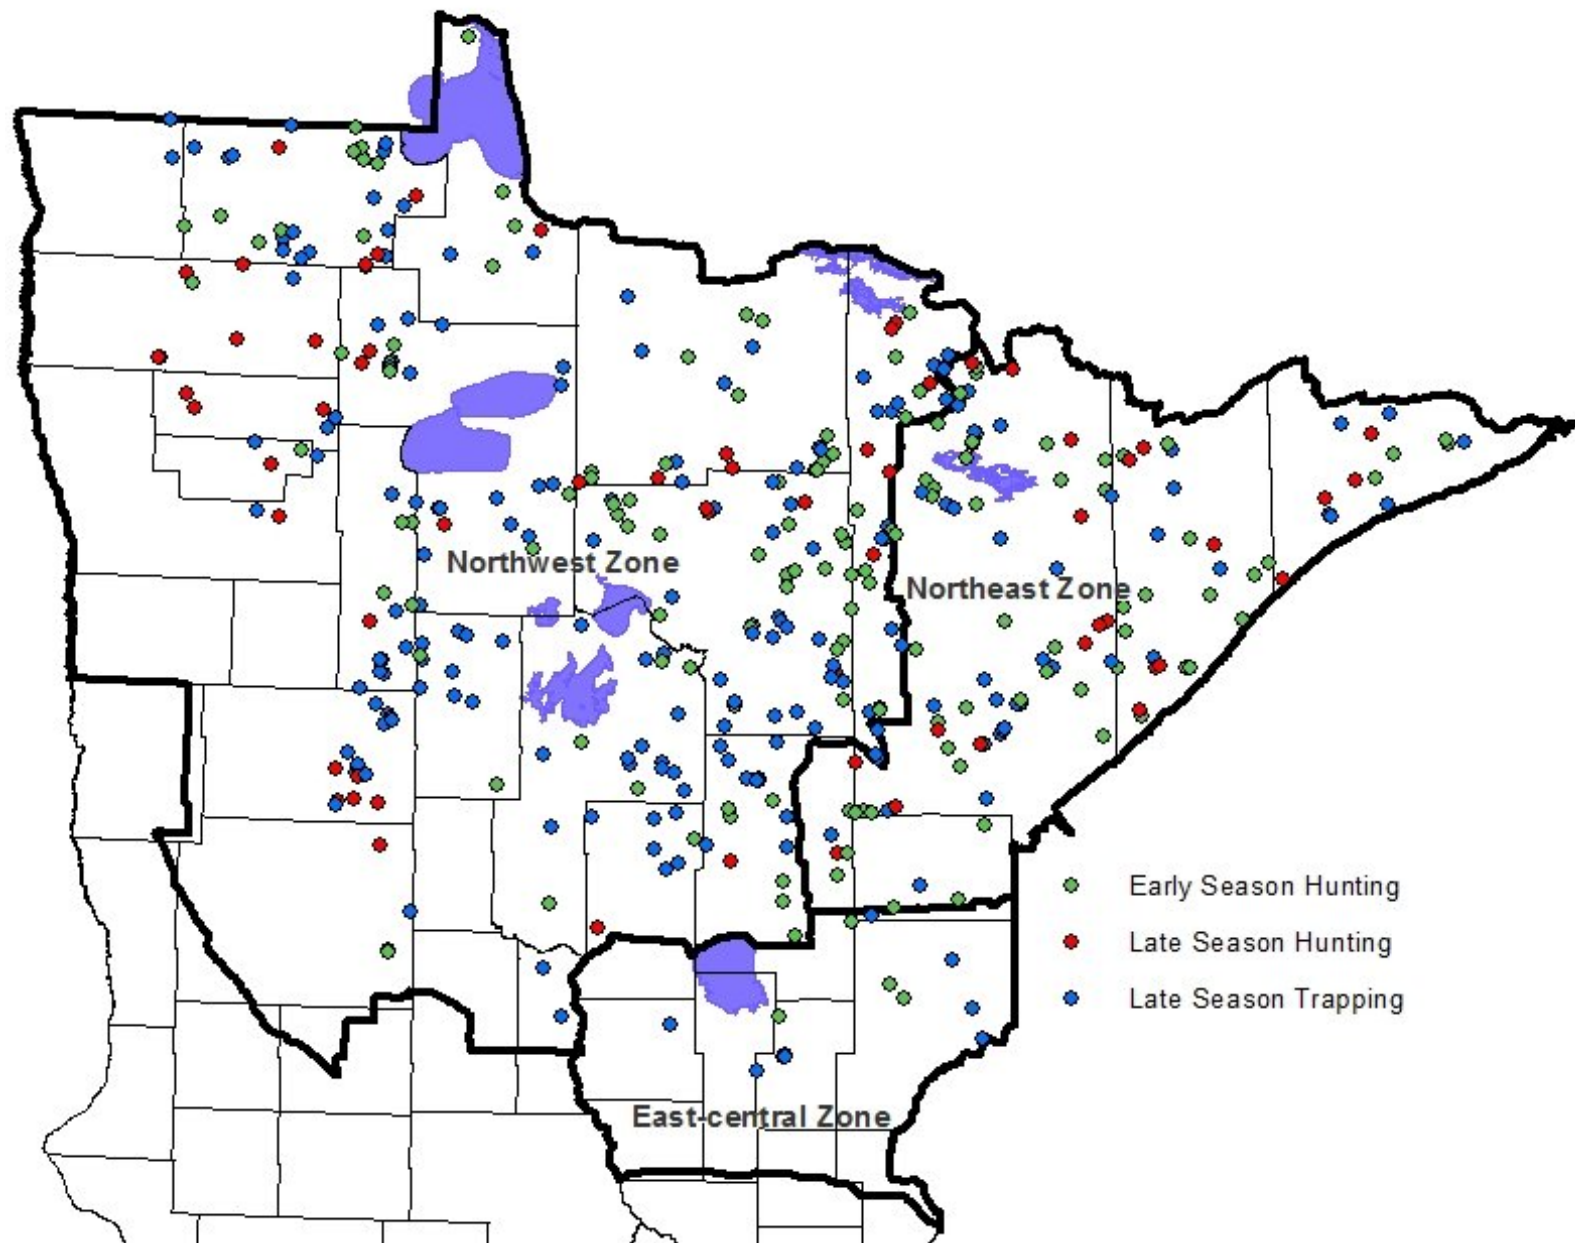 Northwest Zone
Northeast Zone
Early Season Hunting
Late Season Hunting
Late Season Trapping
East-central Zone